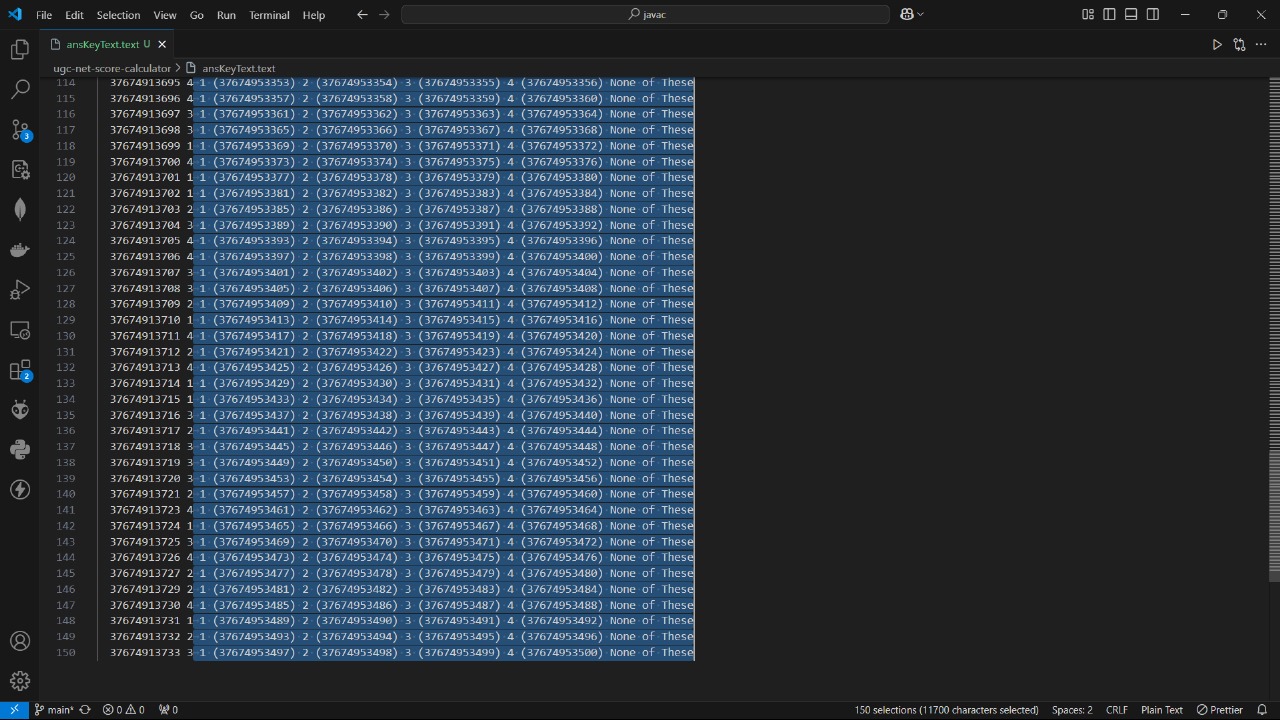 File Edit Selection View Go Run Terminal Help javac
ansKeyText.text U
ugc-net-score-calculator > ansKeyText.text
114 37674913695 4 1 (37674953353) 2 (37674953354) 3 (37674953355) 4 (37674953356) None of These
115 37674913696 4 1 (37674953357) 2 (37674953358) 3 (37674953359) 4 (37674953360) None of These
116 37674913697 3 1 (37674953361) 2 (37674953362) 3 (37674953363) 4 (37674953364) None of These
117 37674913698 3 1 (37674953365) 2 (37674953366) 3 (37674953367) 4 (37674953368) None of These
118 37674913699 1 1 (37674953369) 2 (37674953370) 3 (37674953371) 4 (37674953372) None of These
119 37674913700 4 1 (37674953373) 2 (37674953374) 3 (37674953375) 4 (37674953376) None of These
120 37674913701 1 1 (37674953377) 2 (37674953378) 3 (37674953379) 4 (37674953380) None of These
121 37674913702 1 1 (37674953381) 2 (37674953382) 3 (37674953383) 4 (37674953384) None of These
122 37674913703 2 1 (37674953385) 2 (37674953386) 3 (37674953387) 4 (37674953388) None of These
123 37674913704 3 1 (37674953389) 2 (37674953390) 3 (37674953391) 4 (37674953392) None of These
124 37674913705 4 1 (37674953393) 2 (37674953394) 3 (37674953395) 4 (37674953396) None of These
125 37674913706 4 1 (37674953397) 2 (37674953398) 3 (37674953399) 4 (37674953400) None of These
126 37674913707 3 1 (37674953401) 2 (37674953402) 3 (37674953403) 4 (37674953404) None of These
127 37674913708 3 1 (37674953405) 2 (37674953406) 3 (37674953407) 4 (37674953408) None of These
128 37674913709 2 1 (37674953409) 2 (37674953410) 3 (37674953411) 4 (37674953412) None of These
129 37674913710 1 1 (37674953413) 2 (37674953414) 3 (37674953415) 4 (37674953416) None of These
130 37674913711 4 1 (37674953417) 2 (37674953418) 3 (37674953419) 4 (37674953420) None of These
131 37674913712 2 1 (37674953421) 2 (37674953422) 3 (37674953423) 4 (37674953424) None of These
132 37674913713 4 1 (37674953425) 2 (37674953426) 3 (37674953427) 4 (37674953428) None of These
133 37674913714 1 1 (37674953429) 2 (37674953430) 3 (37674953431) 4 (37674953432) None of These
134 37674913715 1 1 (37674953433) 2 (37674953434) 3 (37674953435) 4 (37674953436) None of These
135 37674913716 3 1 (37674953437) 2 (37674953438) 3 (37674953439) 4 (37674953440) None of These
136 37674913717 2 1 (37674953441) 2 (37674953442) 3 (37674953443) 4 (37674953444) None of These
137 37674913718 3 1 (37674953445) 2 (37674953446) 3 (37674953447) 4 (37674953448) None of These
138 37674913719 3 1 (37674953449) 2 (37674953450) 3 (37674953451) 4 (37674953452) None of These
139 37674913720 3 1 (37674953453) 2 (37674953454) 3 (37674953455) 4 (37674953456) None of These
140 37674913721 2 1 (37674953457) 2 (37674953458) 3 (37674953459) 4 (37674953460) None of These
141 37674913723 4 1 (37674953461) 2 (37674953462) 3 (37674953463) 4 (37674953464) None of These
142 37674913724 1 1 (37674953465) 2 (37674953466) 3 (37674953467) 4 (37674953468) None of These
143 37674913725 3 1 (37674953469) 2 (37674953470) 3 (37674953471) 4 (37674953472) None of These
144 37674913726 4 1 (37674953473) 2 (37674953474) 3 (37674953475) 4 (37674953476) None of These
145 37674913727 2 1 (37674953477) 2 (37674953478) 3 (37674953479) 4 (37674953480) None of These
146 37674913729 2 1 (37674953481) 2 (37674953482) 3 (37674953483) 4 (37674953484) None of These
147 37674913730 4 1 (37674953485) 2 (37674953486) 3 (37674953487) 4 (37674953488) None of These
148 37674913731 1 1 (37674953489) 2 (37674953490) 3 (37674953491) 4 (37674953492) None of These
149 37674913732 2 1 (37674953493) 2 (37674953494) 3 (37674953495) 4 (37674953496) None of These
150 37674913733 3 1 (37674953497) 2 (37674953498) 3 (37674953499) 4 (37674953500) None of These
3
2
main* 0 0 0 150 selections (11700 characters selected) Spaces: 2 CRLF Plain Text Prettier